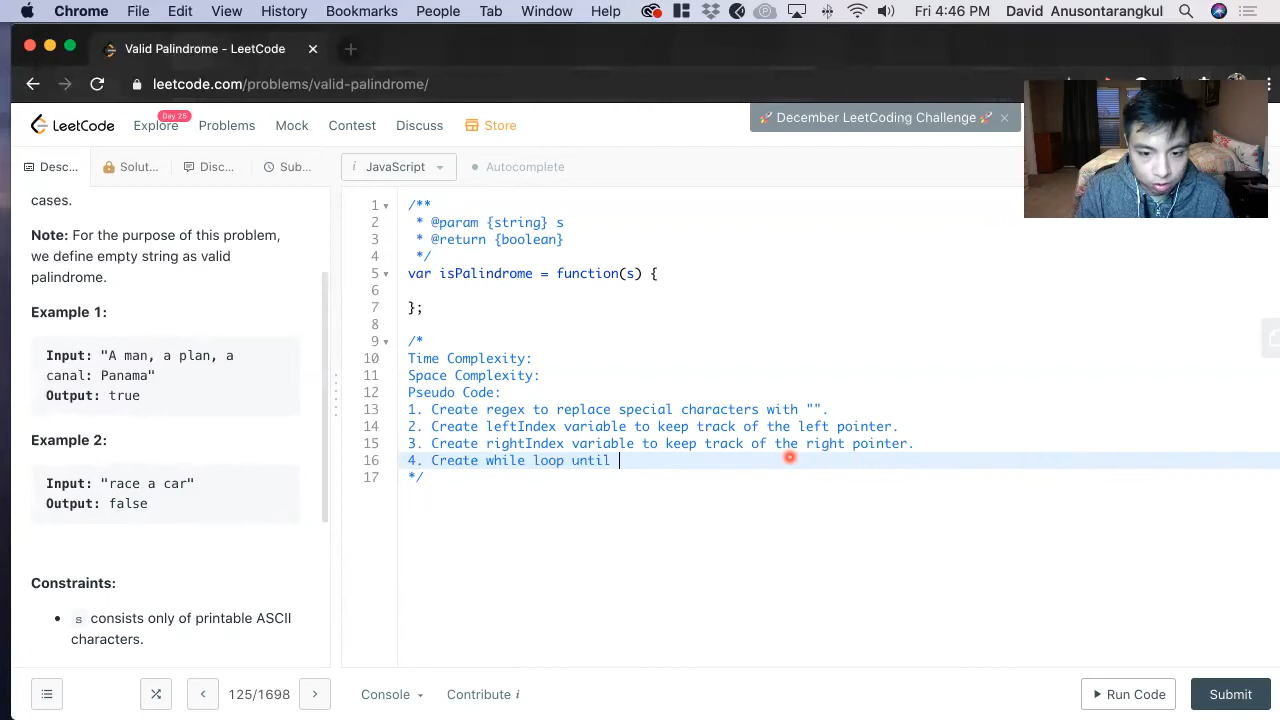 Chrome File Edit View History Bookmarks People Tab Window Help Fri 4:46 PM David Anusontarangkul
Valid Palindrome - LeetCode
leetcode.com/problems/valid-palindrome/
LeetCode Explore Day 25 Problems Mock Contest Discuss Store
🚀 December LeetCoding Challenge 🚀 ×
Desc... Solut... Disc... Sub...
i JavaScript Autocomplete
cases.
Note: For the purpose of this problem,
we define empty string as valid
palindrome.
Example 1:
Input: "A man, a plan, a
canal: Panama"
Output: true
Example 2:
Input: "race a car"
Output: false
Constraints:
• s consists only of printable ASCII
characters.
1 /**
2 * @param {string} s
3 * @return {boolean}
4 */
5 var isPalindrome = function(s) {
6
7 };
8
9 /*
10 Time Complexity:
11 Space Complexity:
12 Pseudo Code:
13 1. Create regex to replace special characters with "".
14 2. Create leftIndex variable to keep track of the left pointer.
15 3. Create rightIndex variable to keep track of the right pointer.
16 4. Create while loop until
17 */
125/1698
Console Contribute i
Run Code
Submit